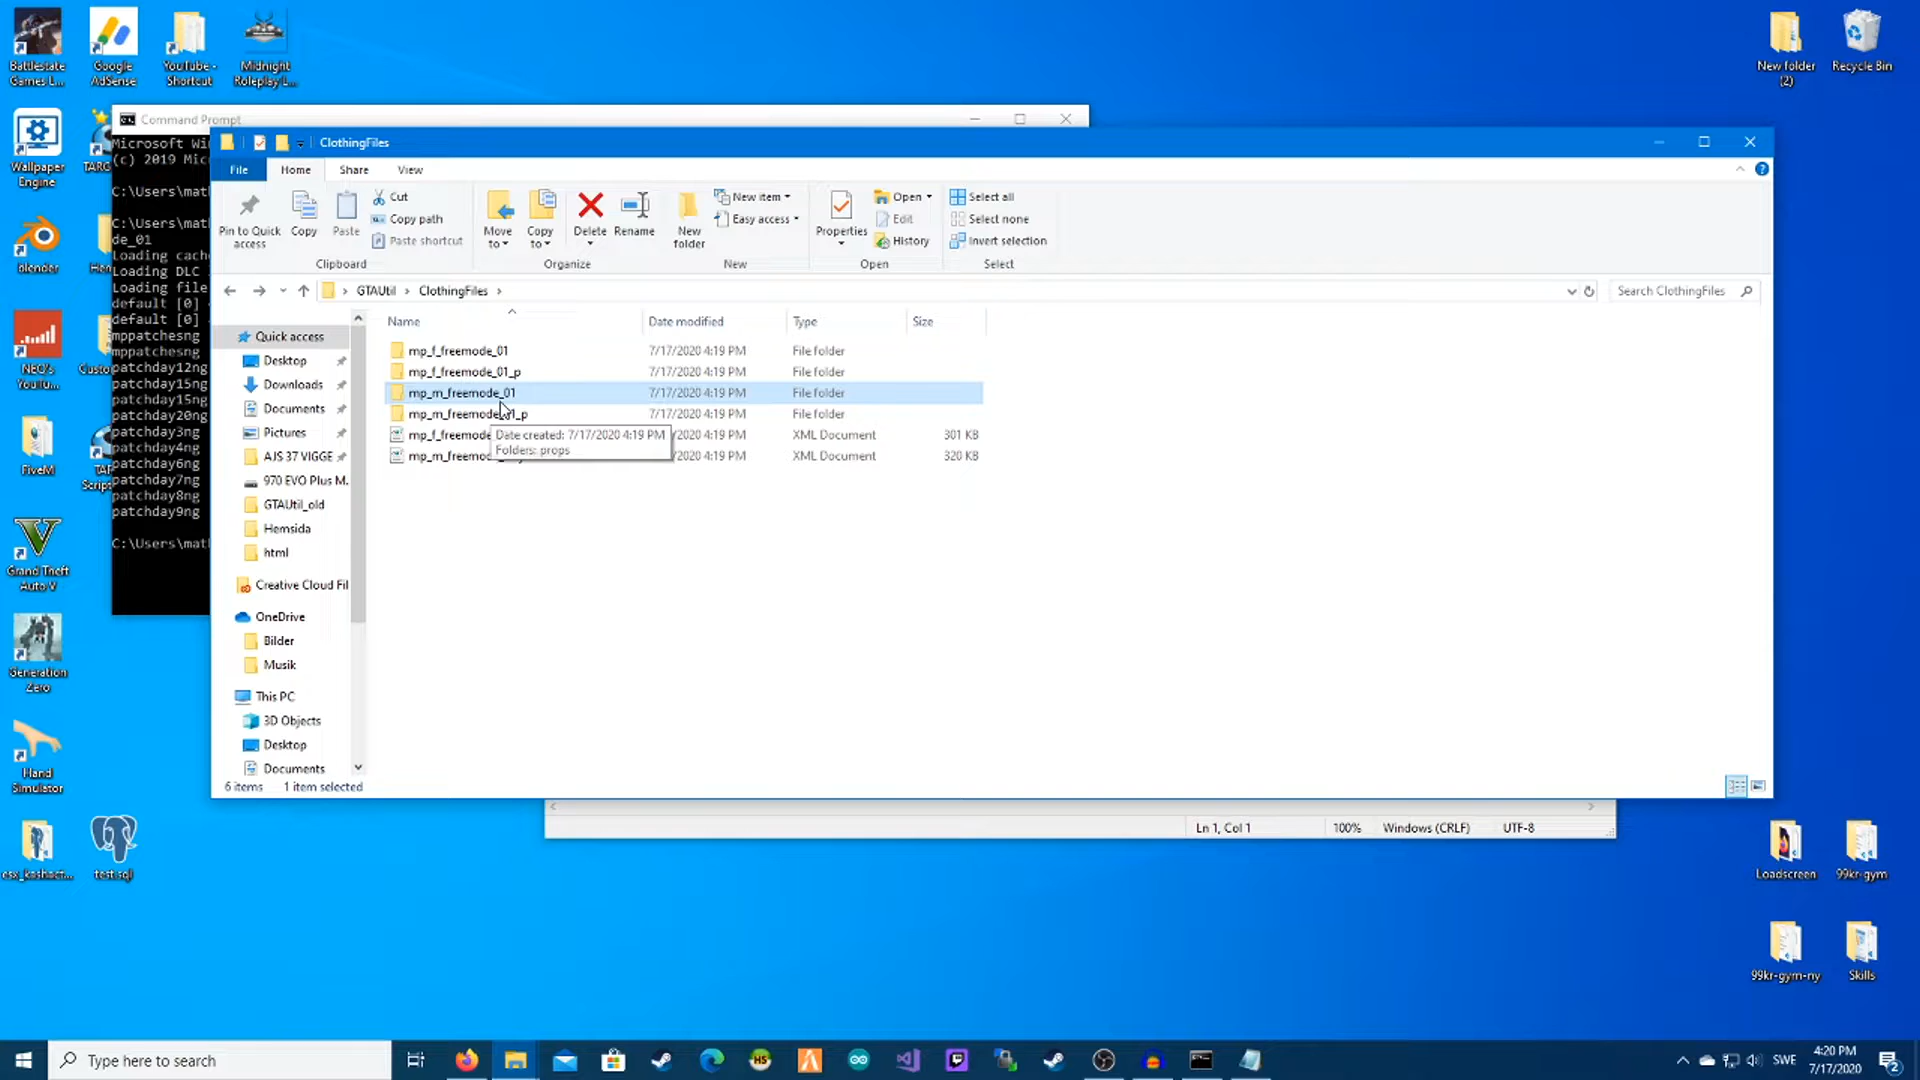 Battlestate
Games L...
Google
AdSense
YouTube -
Shortcut
Midnight
Roleplay L...
New folder
(2)
Recycle Bin
Wallpaper
Engine
blender
NEO's
YouTu...
FiveM
Grand Theft
Auto V
Generation
Zero
Hand
Simulator
esx_kashact...
test.sql
Command Prompt
Microsoft Wi
(c) 2019 Mic
C:\Users\mat
C:\Users\mat
de_01
Loading cach
Loading DLC
Loading file
default [0]
default [0]
mppatchesng
mppatchesng
patchday12ng
patchday15ng
patchday15ng
patchday20ng
patchday3ng
patchday4ng
patchday6ng
patchday7ng
patchday8ng
patchday9ng
C:\Users\mat
ClothingFiles
File Home Share View
Pin to Quick
access
Copy
Paste
Cut
Copy path
Paste shortcut
Clipboard
Move
to
Copy
to
Delete
Rename
Organize
New
folder
New item
Easy access
New
Properties
Open
Edit
History
Open
Select all
Select none
Invert selection
Select
GTAUtil > ClothingFiles >
Search ClothingFiles
Quick access
Desktop
Downloads
Documents
Pictures
AJS 37 VIGGE
970 EVO Plus M.
GTAUtil_old
Hemsida
html
Creative Cloud Fil
OneDrive
Bilder
Musik
This PC
3D Objects
Desktop
Documents
Name Date modified Type Size
mp_f_freemode_01 7/17/2020 4:19 PM File folder
mp_f_freemode_01_p 7/17/2020 4:19 PM File folder
mp_m_freemode_01 7/17/2020 4:19 PM File folder
mp_m_freemode_01_p 7/17/2020 4:19 PM File folder
mp_f_freemode /2020 4:19 PM XML Document 301 KB
mp_m_freemod /2020 4:19 PM XML Document 320 KB
Date created: 7/17/2020 4:19 PM
Folders: props
6 items 1 item selected
Ln 1, Col 1 100% Windows (CRLF) UTF-8
Loadscreen
99kr-gym
99kr-gym-ny
Skills
Type here to search
SWE
4:20 PM
7/17/2020
2